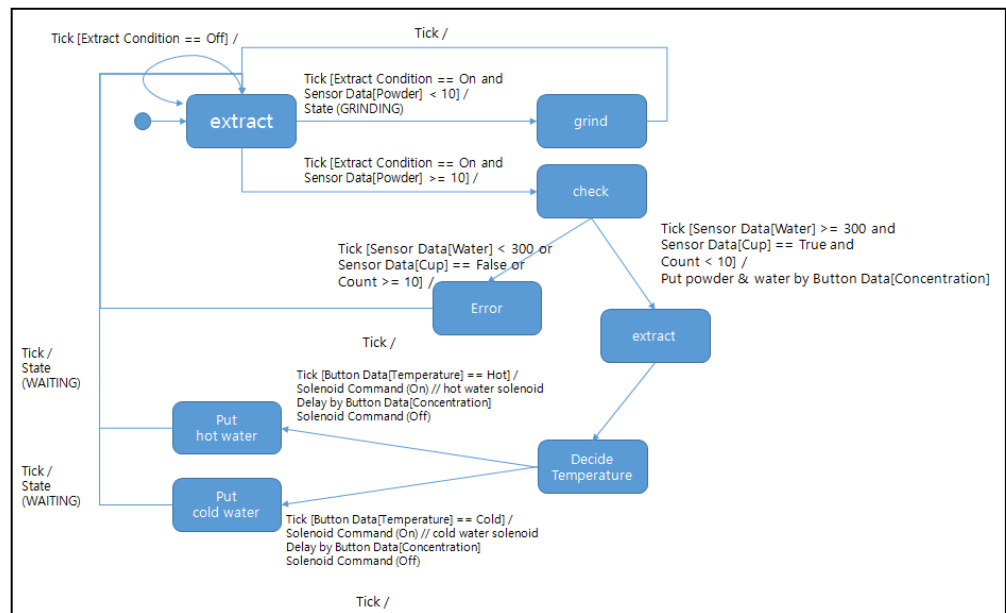 Tick /
Tick [Extract Condition == Off] /
Tick [Extract Condition == On and
Sensor Data[Powder] < 10] /
State (GRINDING)
extract
grind
Tick [Extract Condition == On and
Sensor Data[Powder] >= 10] /
check
Tick [Sensor Data[Water] < 300 or
Sensor Data[Cup] == False or
Count >= 10] /
Tick [Sensor Data[Water] >= 300 and
Sensor Data[Cup] == True and
Count < 10] /
Put powder & water by Button Data[Concentration]
Error
extract
Tick /
Tick /
State
(WAITING)
Tick [Button Data[Temperature] == Hot] /
Solenoid Command (On) // hot water solenoid
Delay by Button Data[Concentration]
Solenoid Command (Off)
Put
hot water
Decide
Temperature
Tick /
State
(WAITING)
Put
cold water
Tick [Button Data[Temperature] == Cold] /
Solenoid Command (On) // cold water solenoid
Delay by Button Data[Concentration]
Solenoid Command (Off)
Tick /